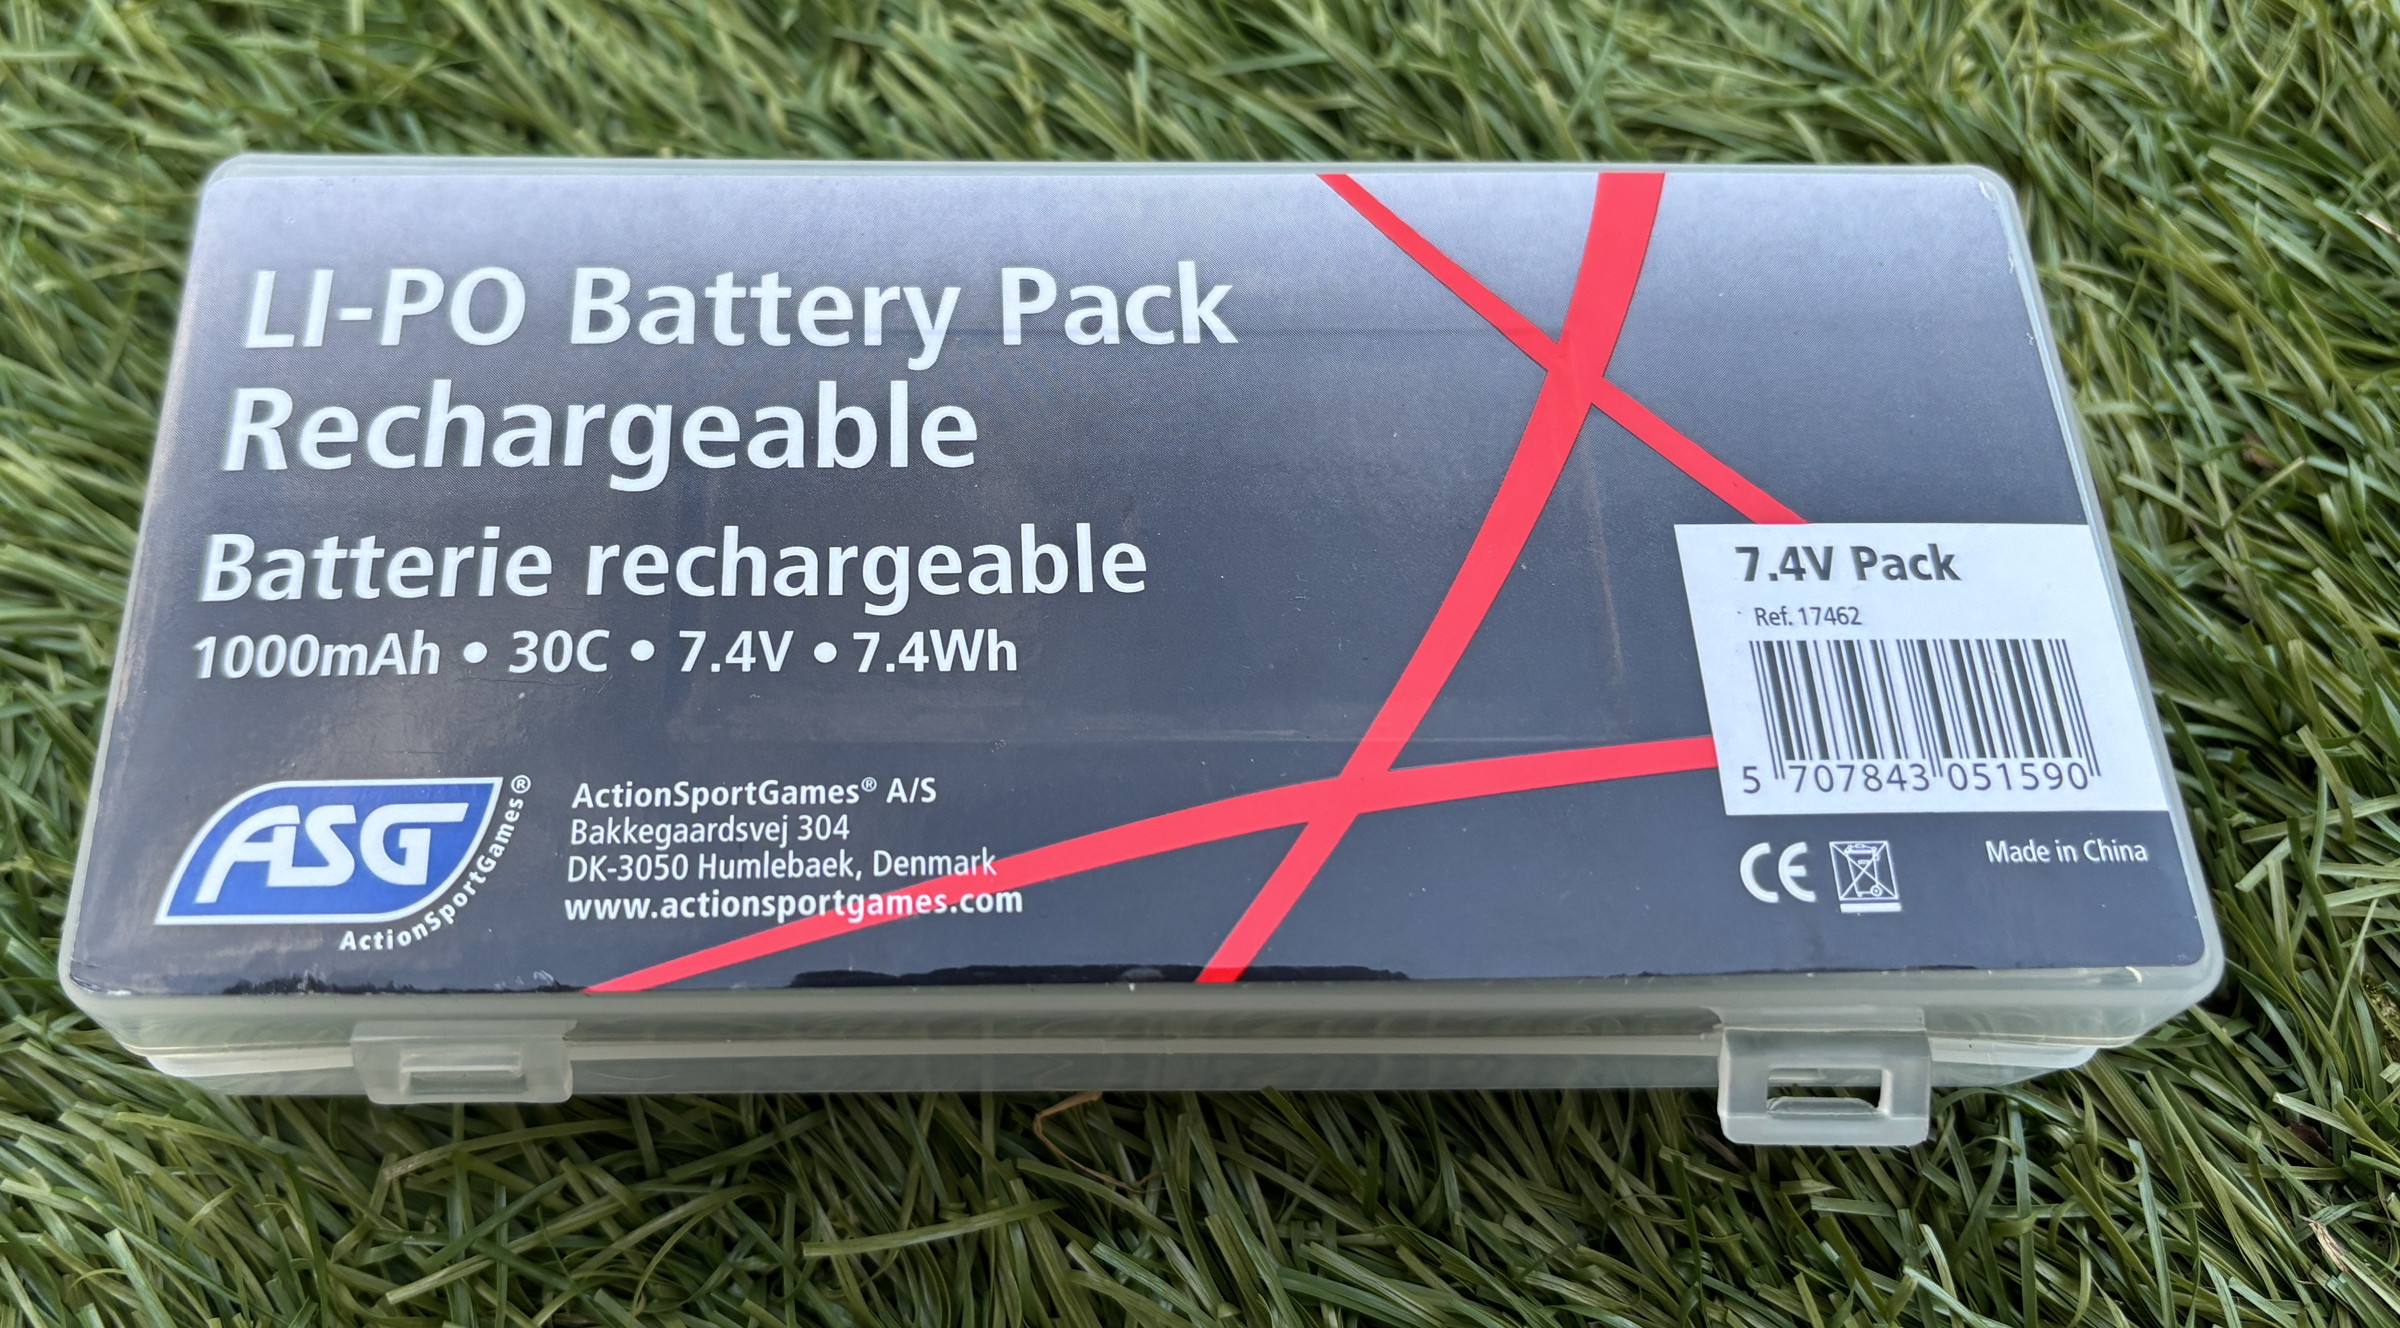 LI-PO Battery Pack
Rechargeable
Batterie rechargeable
1000mAh • 30C • 7.4V • 7.4Wh
ASG®
ActionSportGames
ActionSportGames® A/S
Bakkegaardsvej 304
DK-3050 Humlebaek, Denmark
www.actionsportgames.com
7.4V Pack
Ref. 17462
5 707843 051590
CE
Made in China